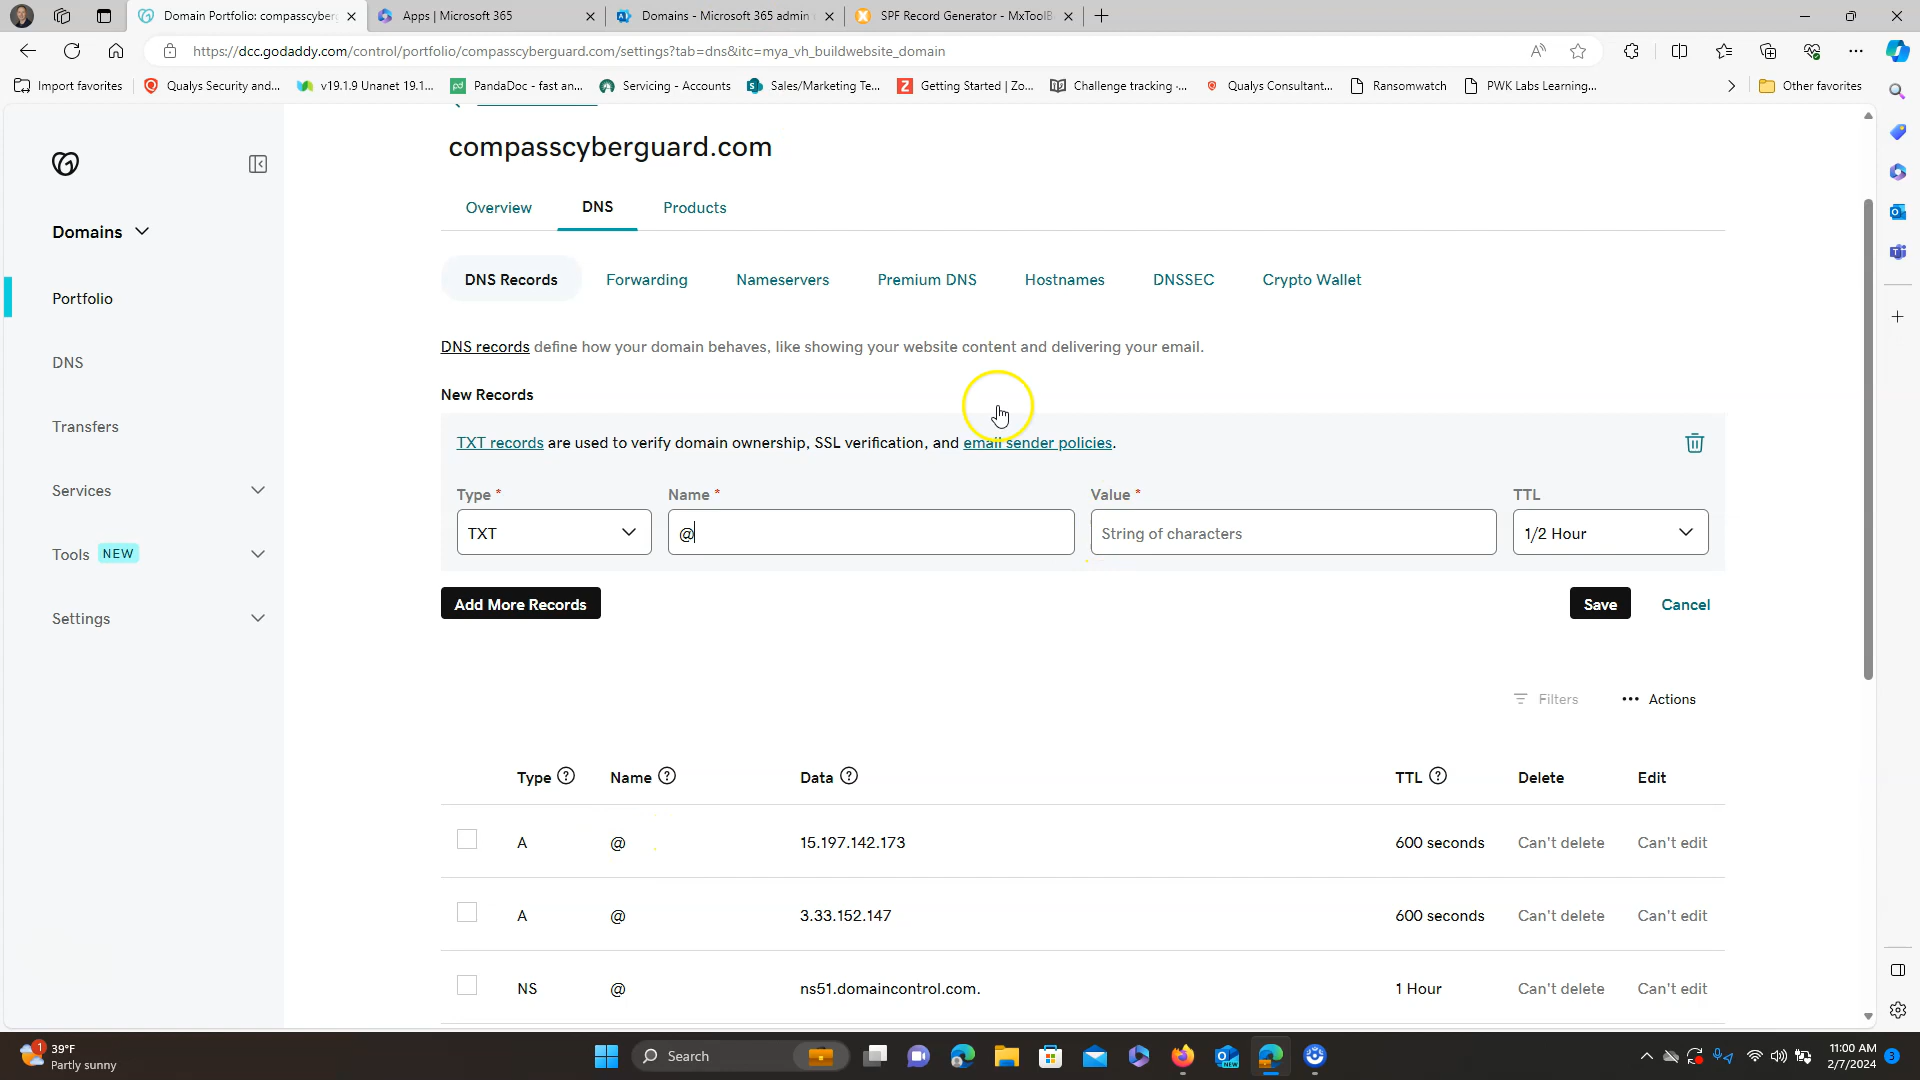 Domain Portfolio: compasscyberg
Apps | Microsoft 365
Domains - Microsoft 365 admin
SPF Record Generator - MxToolB
https://dcc.godaddy.com/control/portfolio/compasscyberguard.com/settings?tab=dns&itc=mya_vh_buildwebsite_domain
Import favorites
Qualys Security and...
v19.1.9 Unanet 19.1...
PandaDoc - fast an...
Servicing - Accounts
Sales/Marketing Te...
Getting Started | Zo...
Challenge tracking -...
Qualys Consultant...
Ransomwatch
PWK Labs Learning...
Other favorites
compasscyberguard.com
Overview
DNS
Products
Domains
DNS Records
Forwarding
Nameservers
Premium DNS
Hostnames
DNSSEC
Crypto Wallet
Portfolio
DNS records define how your domain behaves, like showing your website content and delivering your email.
DNS
New Records
Transfers
TXT records are used to verify domain ownership, SSL verification, and email sender policies.
Services
Type *
Name *
Value *
TTL
TXT
@
String of characters
1/2 Hour
Tools NEW
Add More Records
Save
Cancel
Settings
Filters
••• Actions
Type ?
Name ?
Data ?
TTL ?
Delete
Edit
A @ 15.197.142.173 600 seconds Can't delete Can't edit
A @ 3.33.152.147 600 seconds Can't delete Can't edit
NS @ ns51.domaincontrol.com. 1 Hour Can't delete Can't edit
1
39°F
Partly sunny
Search
NEW
11:00 AM
2/7/2024
3